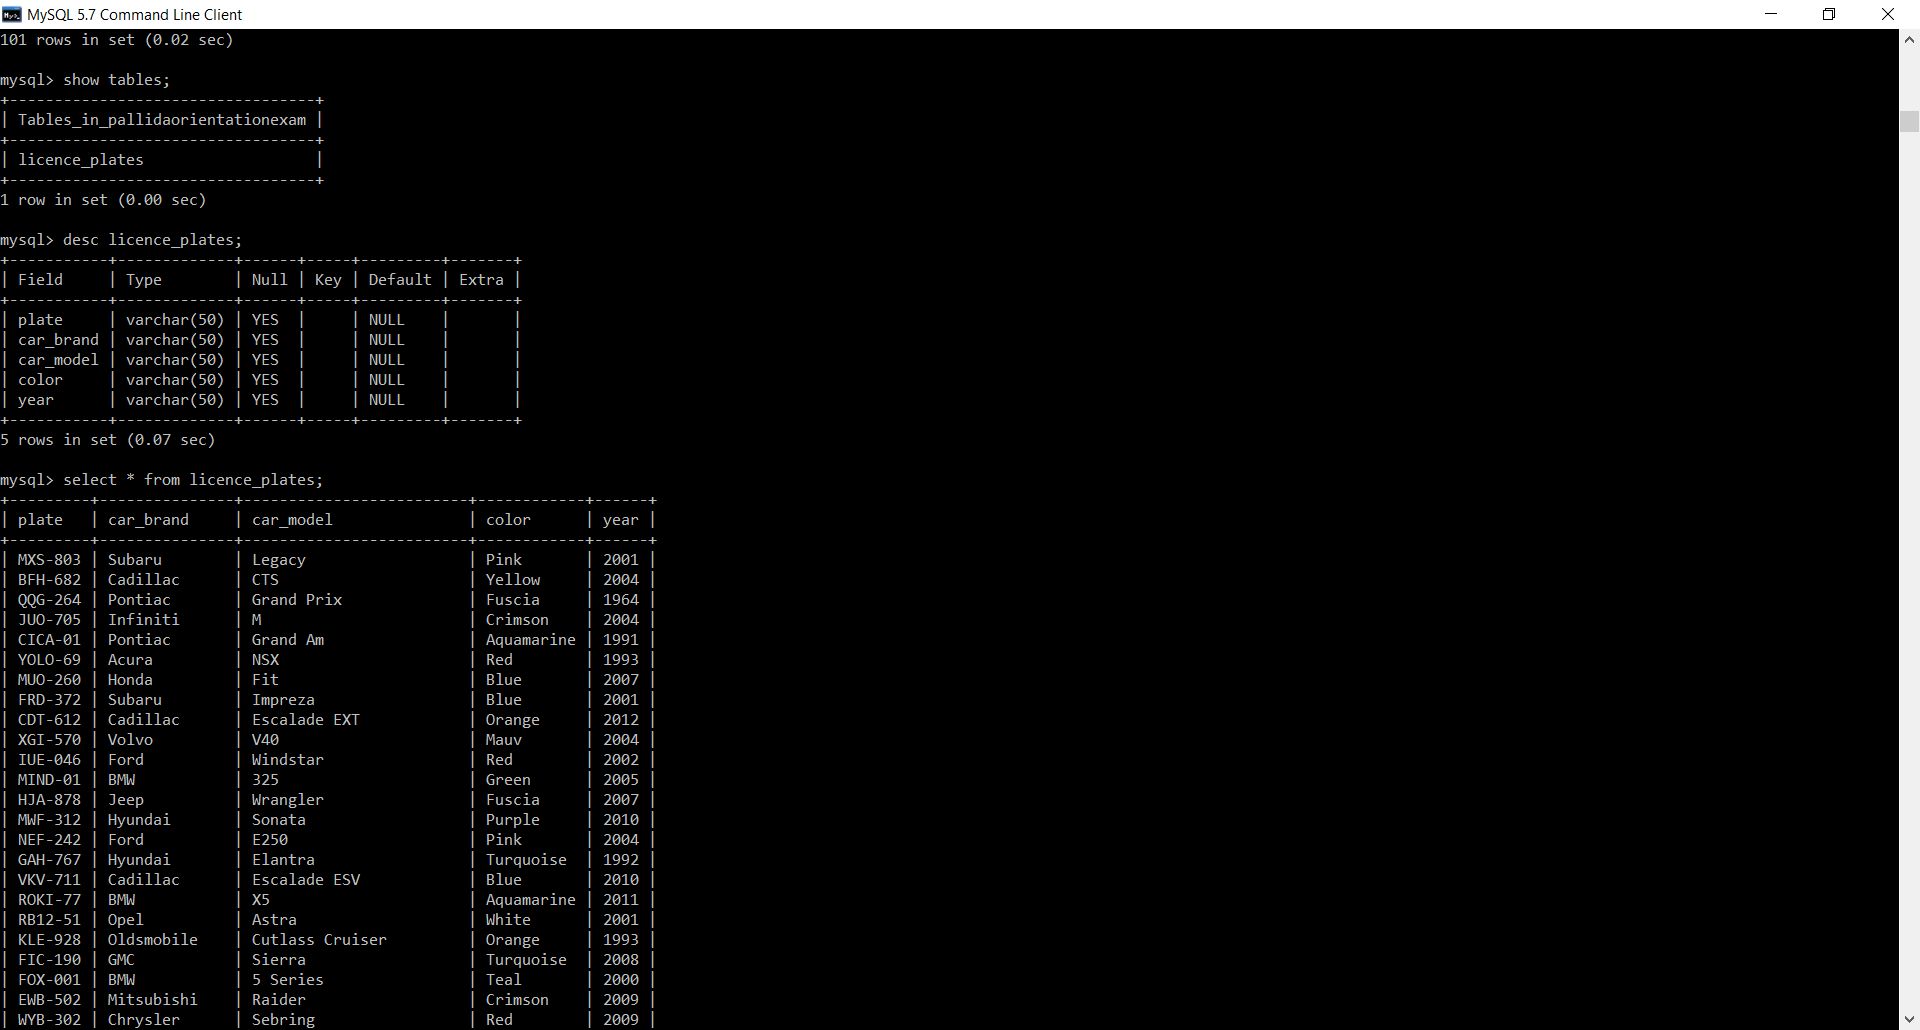 MySQL 5.7 Command Line Client
101 rows in set (0.02 sec)
mysql> show tables;
+----------------------------------+
| Tables_in_pallidaorientationexam |
+----------------------------------+
| licence_plates                   |
+----------------------------------+
1 row in set (0.00 sec)
mysql> desc licence_plates;
+-----------+-------------+------+-----+---------+-------+
| Field     | Type        | Null | Key | Default | Extra |
+-----------+-------------+------+-----+---------+-------+
| plate     | varchar(50) | YES  |     | NULL    |       |
| car_brand | varchar(50) | YES  |     | NULL    |       |
| car_model | varchar(50) | YES  |     | NULL    |       |
| color     | varchar(50) | YES  |     | NULL    |       |
| year      | varchar(50) | YES  |     | NULL    |       |
+-----------+-------------+------+-----+---------+-------+
5 rows in set (0.07 sec)
mysql> select * from licence_plates;
+---------+---------------+-------------------------+------------+------+
| plate   | car_brand     | car_model               | color      | year |
+---------+---------------+-------------------------+------------+------+
| MXS-803 | Subaru        | Legacy                  | Pink       | 2001 |
| BFH-682 | Cadillac      | CTS                     | Yellow     | 2004 |
| QQG-264 | Pontiac       | Grand Prix              | Fuscia     | 1964 |
| JUO-705 | Infiniti      | M                       | Crimson    | 2004 |
| CICA-01 | Pontiac       | Grand Am                | Aquamarine | 1991 |
| YOLO-69 | Acura         | NSX                     | Red        | 1993 |
| MUO-260 | Honda         | Fit                     | Blue       | 2007 |
| FRD-372 | Subaru        | Impreza                 | Blue       | 2001 |
| CDT-612 | Cadillac      | Escalade EXT            | Orange     | 2012 |
| XGI-570 | Volvo         | V40                     | Mauv       | 2004 |
| IUE-046 | Ford          | Windstar                | Red        | 2002 |
| MIND-01 | BMW           | 325                     | Green      | 2005 |
| HJA-878 | Jeep          | Wrangler                | Fuscia     | 2007 |
| MWF-312 | Hyundai       | Sonata                  | Purple     | 2010 |
| NEF-242 | Ford          | E250                    | Pink       | 2004 |
| GAH-767 | Hyundai       | Elantra                 | Turquoise  | 1992 |
| VKV-711 | Cadillac      | Escalade ESV            | Blue       | 2010 |
| ROKI-77 | BMW           | X5                      | Aquamarine | 2011 |
| RB12-51 | Opel          | Astra                   | White      | 2001 |
| KLE-928 | Oldsmobile    | Cutlass Cruiser         | Orange     | 1993 |
| FIC-190 | GMC           | Sierra                  | Turquoise  | 2008 |
| FOX-001 | BMW           | 5 Series                | Teal       | 2000 |
| EWB-502 | Mitsubishi    | Raider                  | Crimson    | 2009 |
| WYB-302 | Chrysler      | Sebring                 | Red        | 2009 |